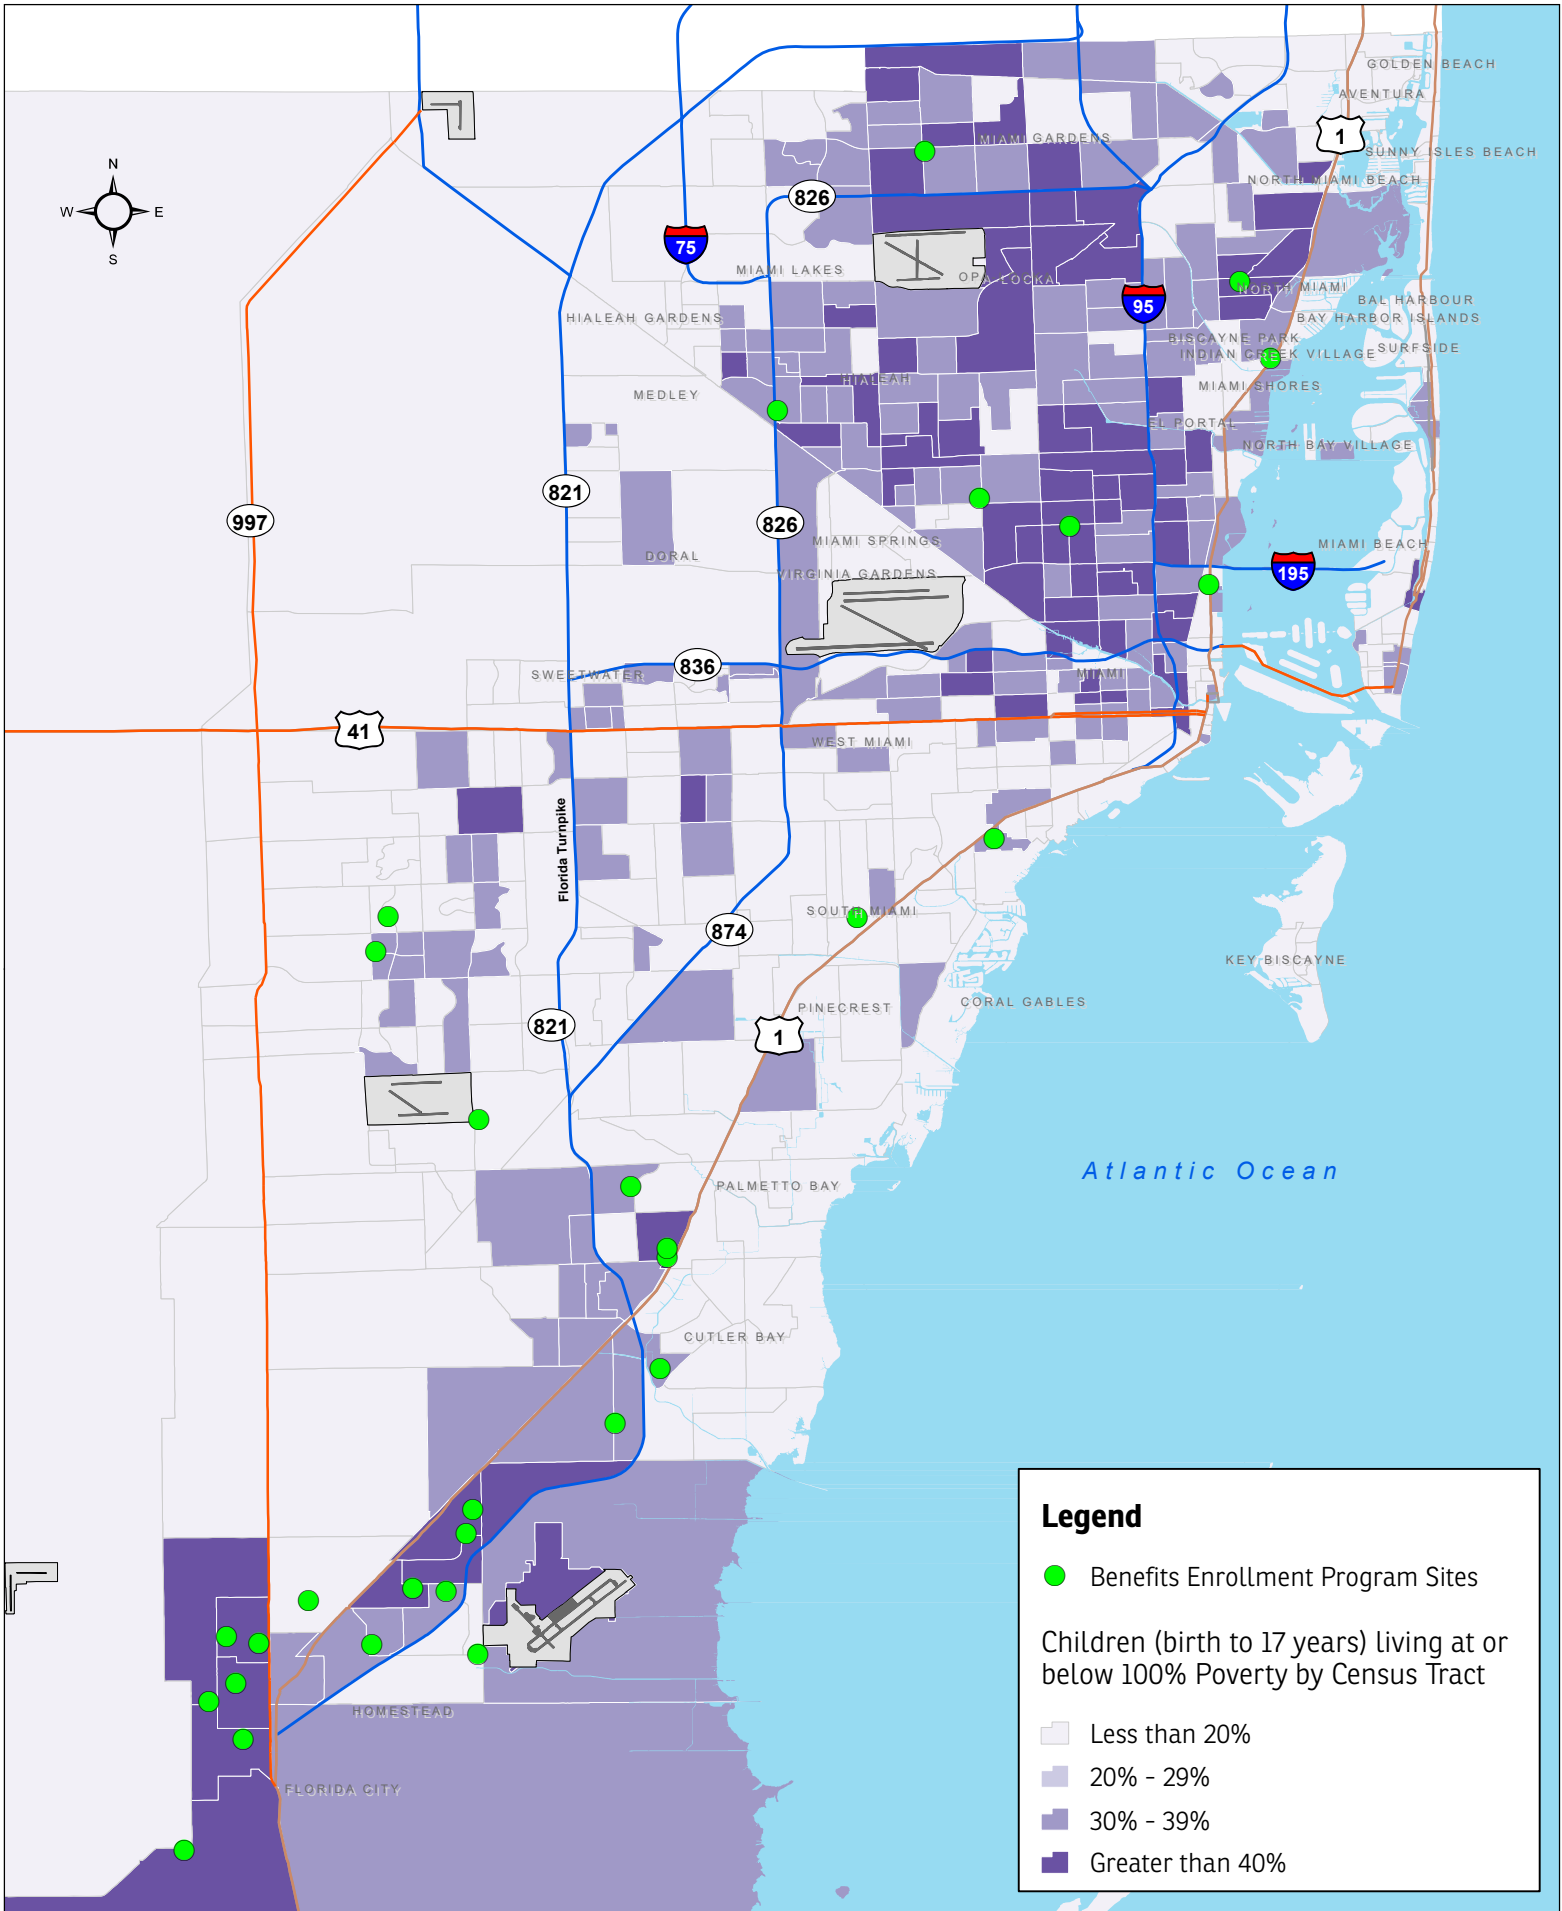 GOLDEN BEACH
AVENTURA
1
MIAMI GARDENS
SUNNY ISLES BEACH
N
NORTH MIAMI BEACH
826
W
E
75
S
MIAMI LAKES
OPA-LOCKA
NORTH MIAMI
95
BAL HARBOUR
HIALEAH GARDENS
BAY HARBOR ISLANDS
BISCAYNE PARK
SURFSIDE
INDIAN CREEK VILLAGE
HIALEAH
MIAMI SHORES
MEDLEY
EL PORTAL
NORTH BAY VILLAGE
821
997
826
MIAMI SPRINGS
MIAMI BEACH
DORAL
VIRGINIA GARDENS
195
836
SWEETWATER
MIAMI
41
WEST MIAMI
Florida Turnpike
SOUTH MIAMI
874
KEY BISCAYNE
CORAL GABLES
PINECREST
821
1
Atlantic Ocean
PALMETTO BAY
CUTLER BAY
HOMESTEAD
FLORIDA CITY
Legend
Benefits Enrollment Program Sites
Children (birth to 17 years) living at or
below 100% Poverty by Census Tract
Less than 20%
20% - 29%
30% - 39%
Greater than 40%